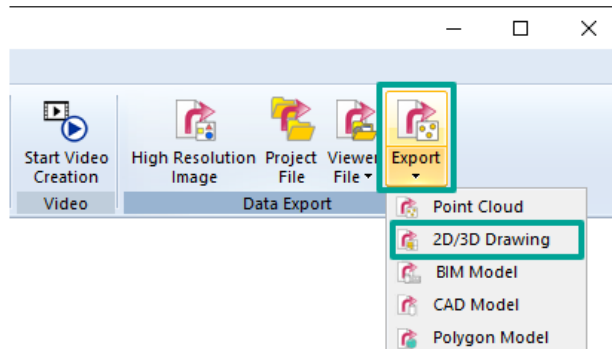 Start Video
Creation
High Resolution
Image
Project
File
Viewer
File
Export
Video
Data Export
Point Cloud
2D/3D Drawing
BIM Model
CAD Model
Polygon Model